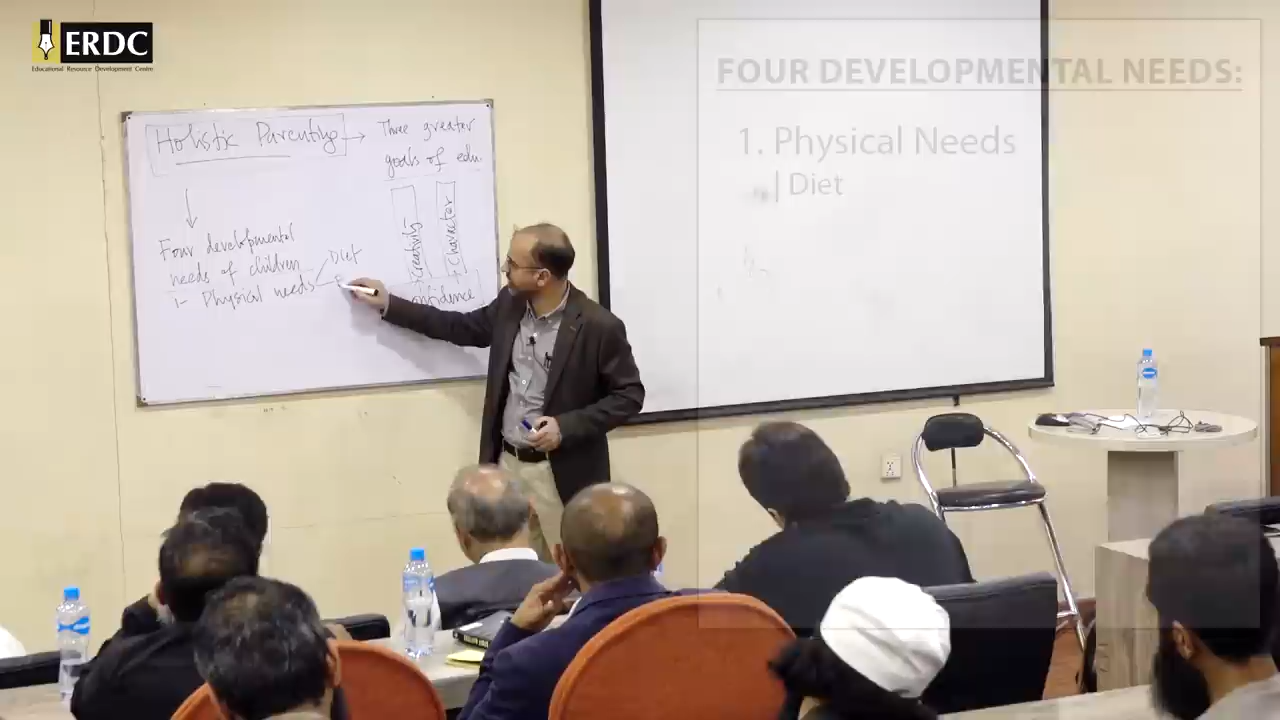 ERDC
Educational Resource Development Centre
Holistic Parenting → Three greater
goals of edu.
Creativity
Character
Confidence
Four developmental
needs of children
1- Physical needs
Diet
FOUR DEVELOPMENTAL NEEDS:
1. Physical Needs
| Diet